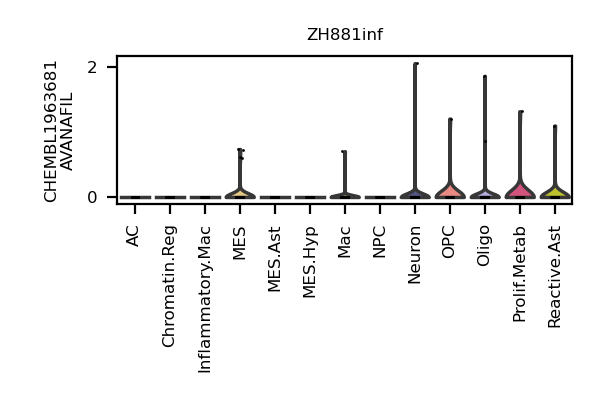 ZH881inf
CHEMBL1963681
AVANAFIL
2
0
AC
Chromatin.Reg
Inflammatory.Mac
MES
MES.Ast
MES.Hyp
Mac
NPC
Neuron
OPC
Oligo
Prolif.Metab
Reactive.Ast